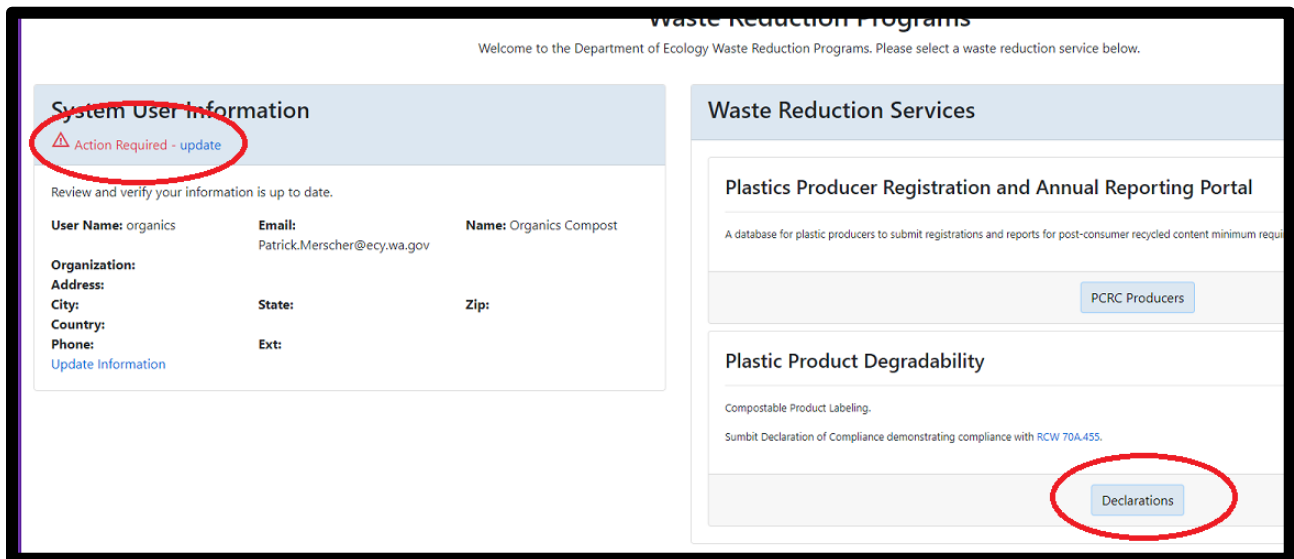 Waste Reduction Programs
Welcome to the Department of Ecology Waste Reduction Programs. Please select a waste reduction service below.
System User Information
Action Required - update
Review and verify your information is up to date.
User Name: organics Email: Name: Organics Compost
Patrick.Merscher@ecy.wa.gov
Organization:
Address:
City: State: Zip:
Country:
Phone: Ext:
Update Information
Waste Reduction Services
Plastics Producer Registration and Annual Reporting Portal
A database for plastic producers to submit registrations and reports for post-consumer recycled content minimum
PCRC Producers
Plastic Product Degradability
Compostable Product Labeling.
Sumbit Declaration of Compliance demonstrating compliance with RCW 70A.455.
Declarations